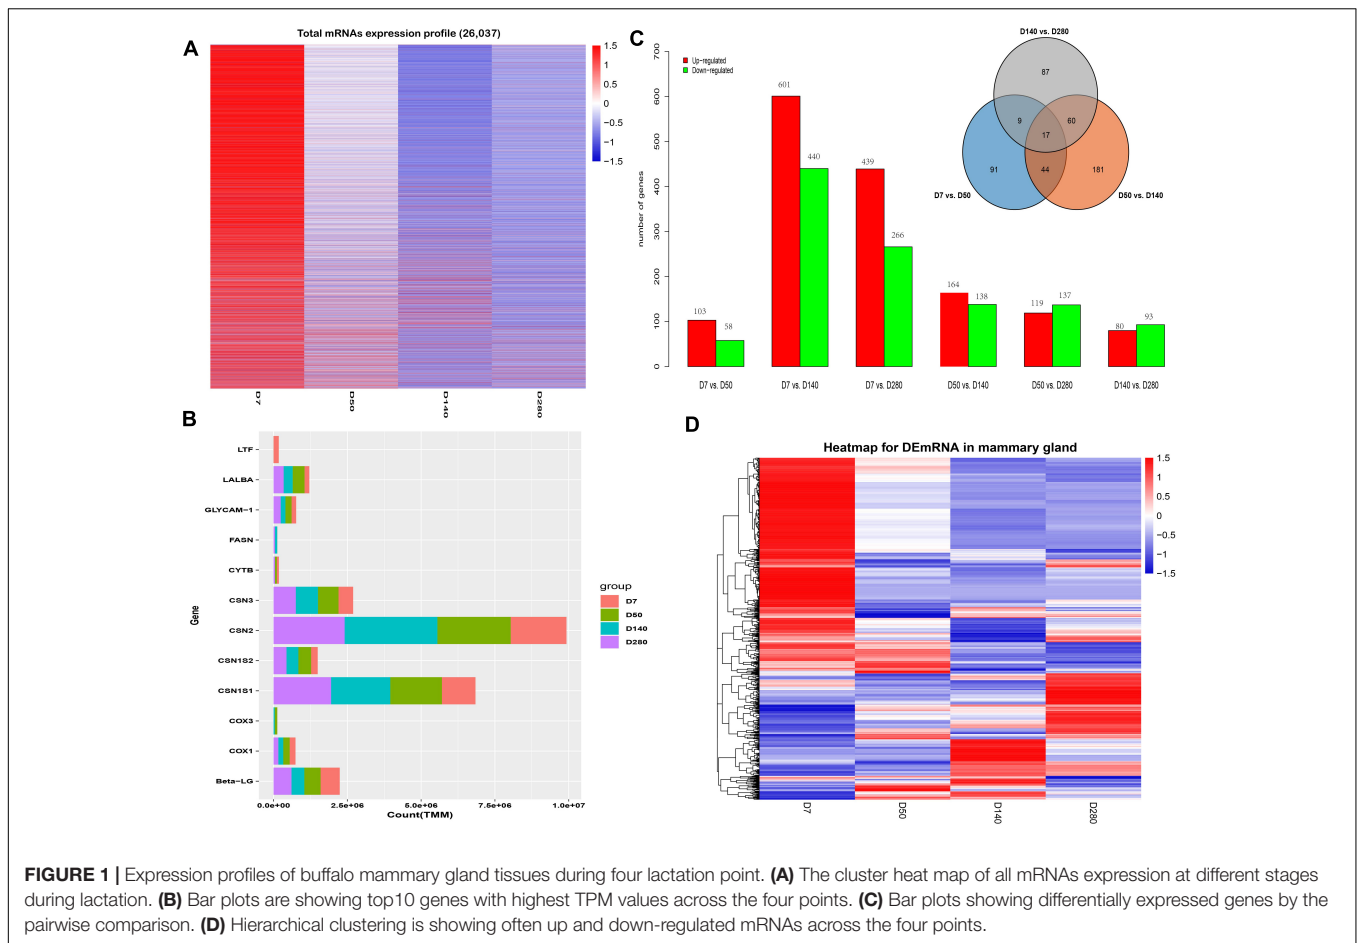 A
Total mRNAs expression profile (26,037)
1.5
1
0.5
0
−0.5
−1
−1.5
D7
D50
D140
D280
B
LTF
LALBA
GLYCAM−1
FASN
CYTB
CSN3
CSN2
CSN1S2
CSN1S1
COX3
COX1
Beta−LG
Gene
0.0e+00
2.5e+06
5.0e+06
7.5e+06
1.0e+07
Count(TMM)
group
D7
D50
D140
D280
C
number of genes
700
600
500
400
300
200
100
0
Up−regulated
Down−regulated
103
58
601
440
439
266
164
138
119
137
80
93
D7 vs. D50
D7 vs. D140
D7 vs. D280
D50 vs. D140
D50 vs. D280
D140 vs. D280
D140 vs. D280
87
9
60
17
91
44
181
D7 vs. D50
D50 vs. D140
D
Heatmap for DEmRNA in mammary gland
1.5
1
0.5
0
−0.5
−1
−1.5
D7
D50
D140
D280
FIGURE 1 | Expression profiles of buffalo mammary gland tissues during four lactation point. (A) The cluster heat map of all mRNAs expression at different stages
during lactation. (B) Bar plots are showing top10 genes with highest TPM values across the four points. (C) Bar plots showing differentially expressed genes by the
pairwise comparison. (D) Hierarchical clustering is showing often up and down-regulated mRNAs across the four points.